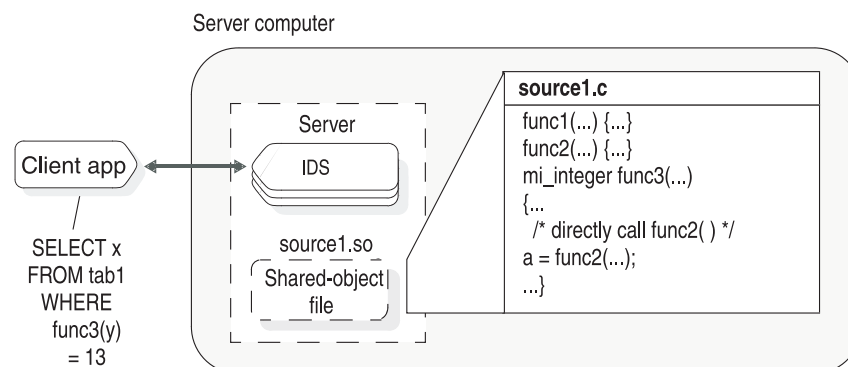 Server computer
Client app
SELECT x
FROM tab1
WHERE
func3(y)
= 13
Server
IDS
source1.so
Shared-object
file
source1.c
func1(...) {...}
func2(...) {...}
mi_integer func3(...)
{...
/* directly call func2( ) */
a = func2(...);
...}